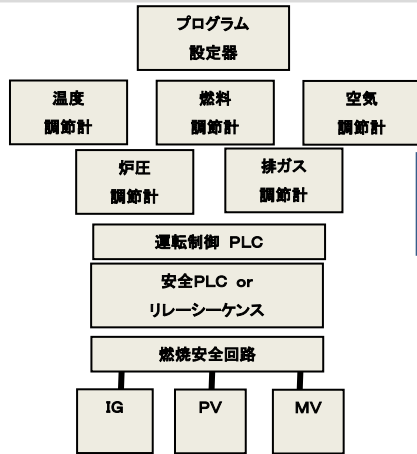 プログラム
設定器
温度
調節計
燃料
調節計
空気
調節計
炉圧
調節計
排ガス
調節計
運転制御 PLC
安全PLC or
リレーシーケンス
燃焼安全回路
IG
PV
MV